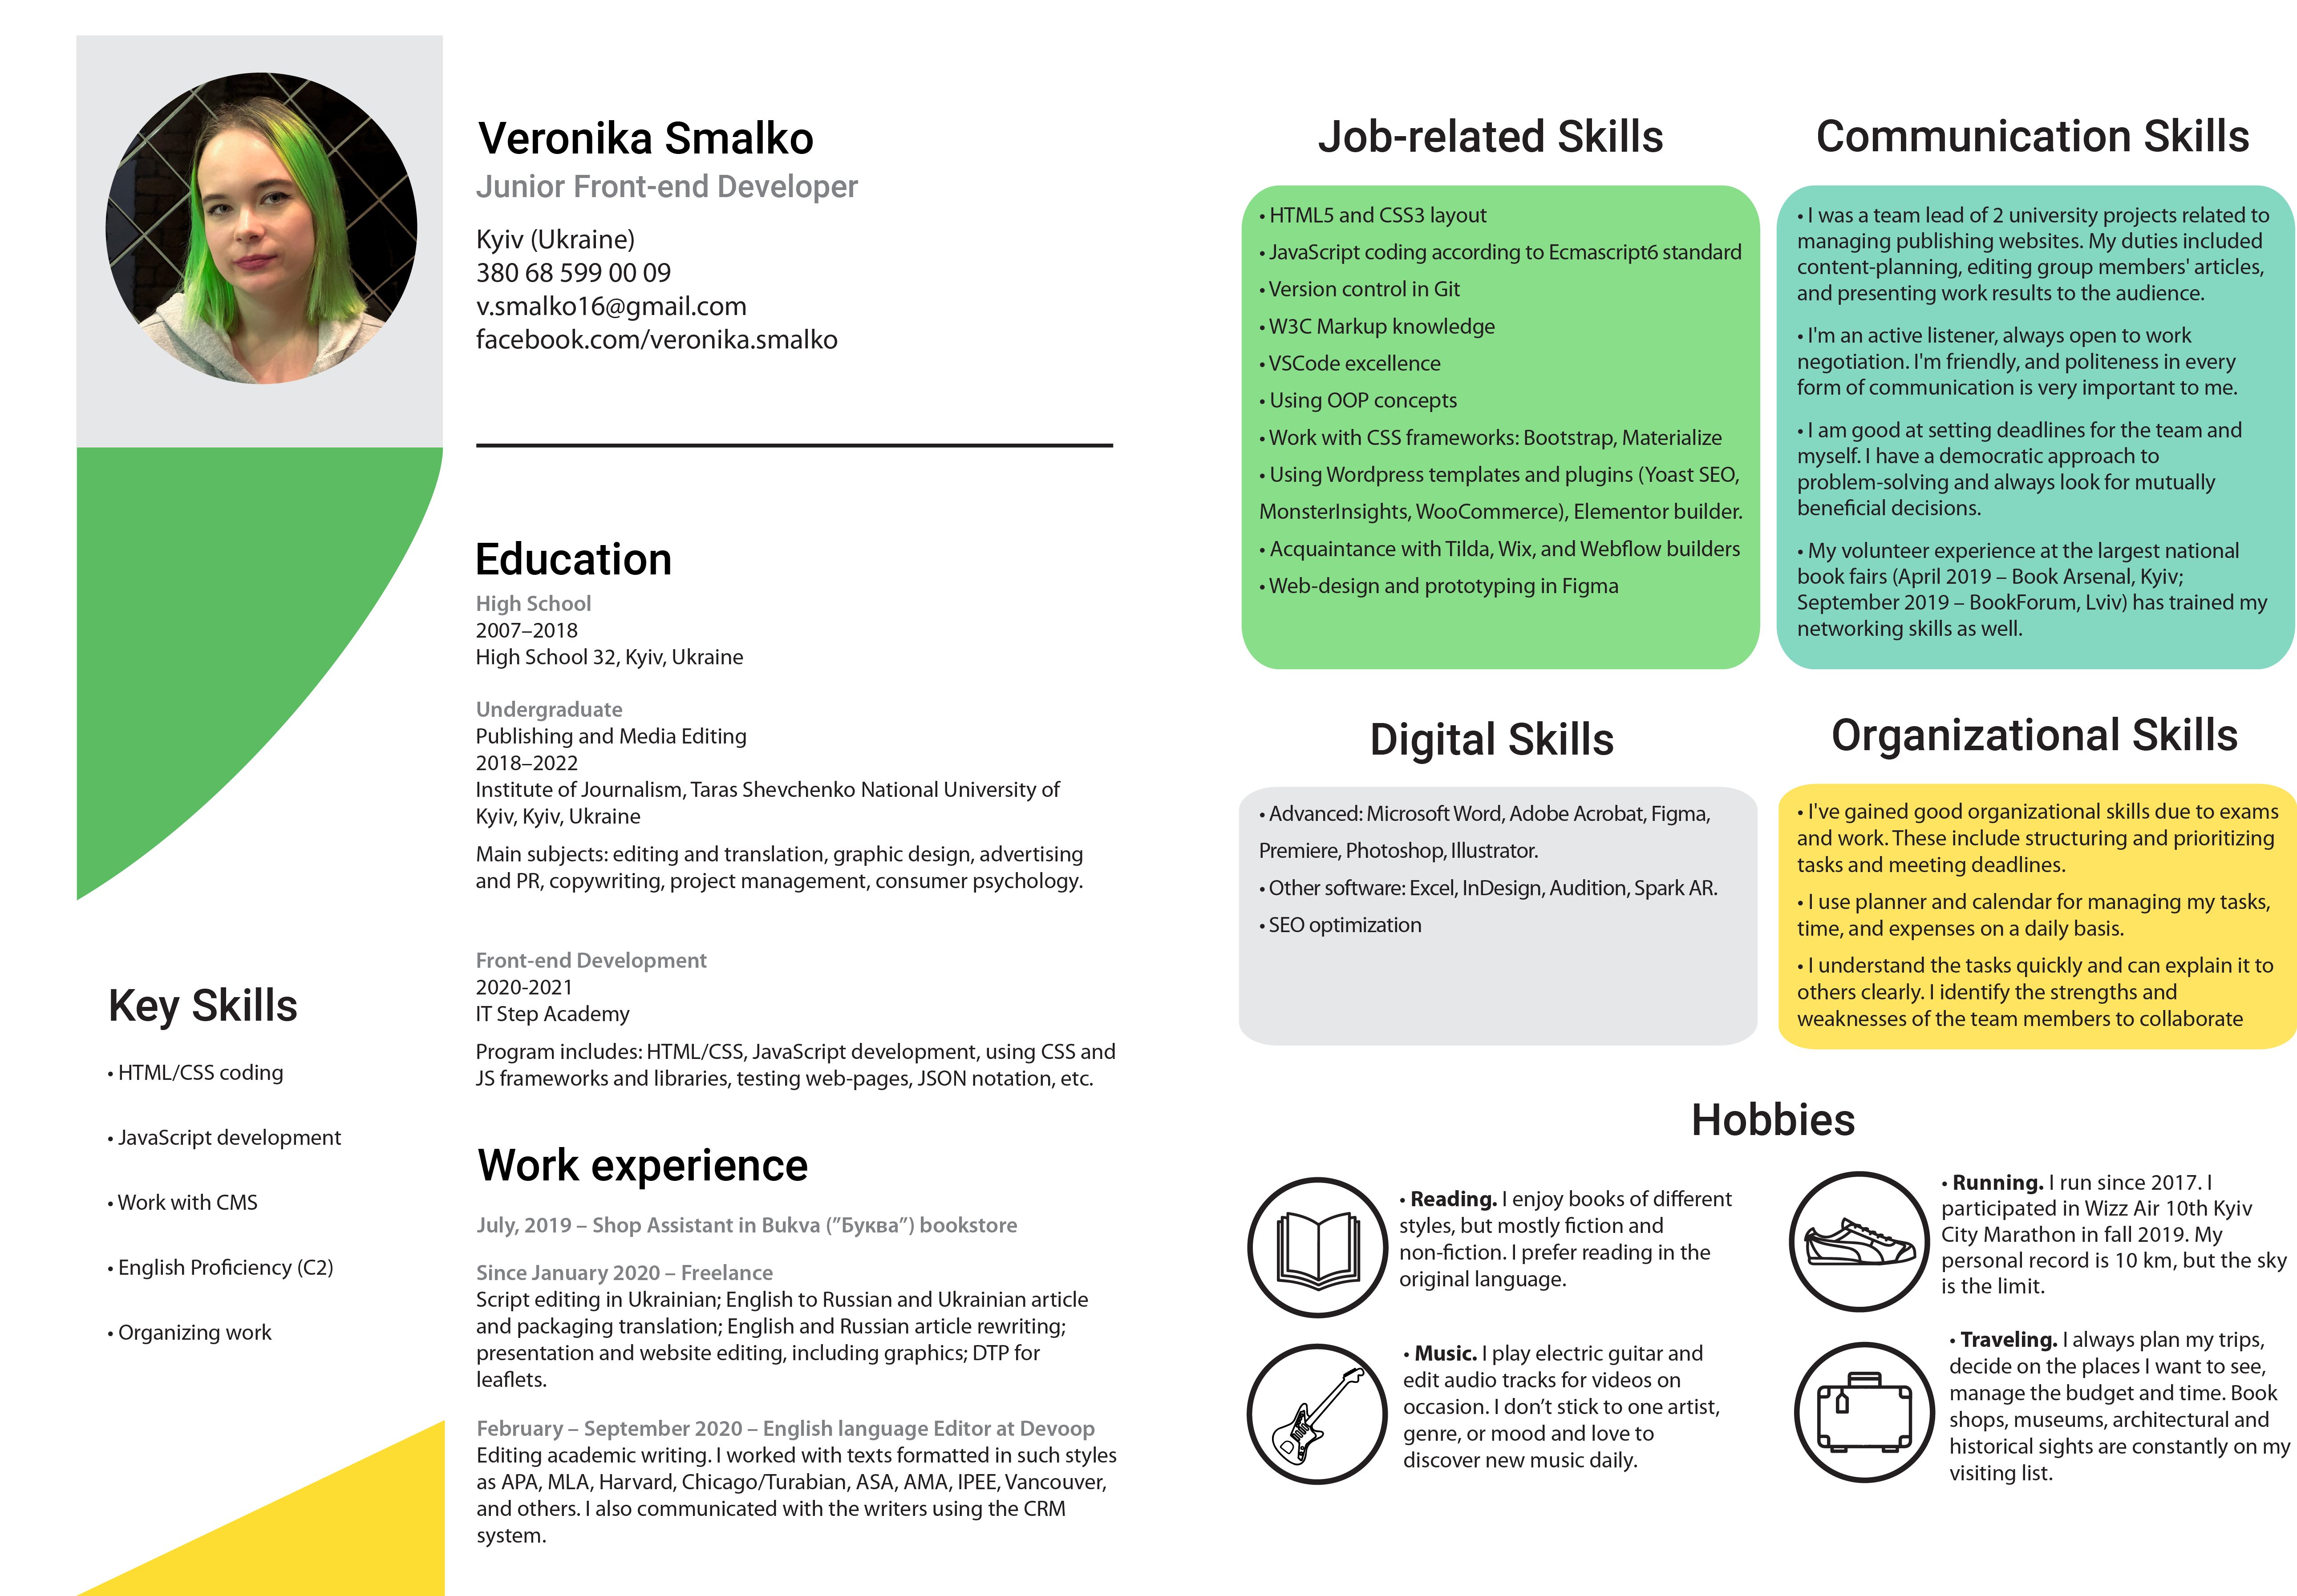 Veronika Smalko
Junior Front-end Developer
Kyiv (Ukraine)
380 68 599 00 09
v.smalko16@gmail.com
facebook.com/veronika.smalko
Education
High School
2007–2018
High School 32, Kyiv, Ukraine
Undergraduate
Publishing and Media Editing
2018–2022
Institute of Journalism, Taras Shevchenko National University of
Kyiv, Kyiv, Ukraine
Main subjects: editing and translation, graphic design, advertising
and PR, copywriting, project management, consumer psychology.
Front-end Development
2020-2021
IT Step Academy
Program includes: HTML/CSS, JavaScript development, using CSS and
JS frameworks and libraries, testing web-pages, JSON notation, etc.
Key Skills
• HTML/CSS coding
• JavaScript development
• Work with CMS
• English Proficiency (C2)
• Organizing work
Work experience
July, 2019 – Shop Assistant in Bukva (”Буква”) bookstore
Since January 2020 – Freelance
Script editing in Ukrainian; English to Russian and Ukrainian article
and packaging translation; English and Russian article rewriting;
presentation and website editing, including graphics; DTP for
leaflets.
February – September 2020 – English language Editor at Devoop
Editing academic writing. I worked with texts formatted in such styles
as APA, MLA, Harvard, Chicago/Turabian, ASA, AMA, IPEE, Vancouver,
and others. I also communicated with the writers using the CRM
system.
Job-related Skills
• HTML5 and CSS3 layout
• JavaScript coding according to Ecmascript6 standard
• Version control in Git
• W3C Markup knowledge
• VSCode excellence
• Using OOP concepts
• Work with CSS frameworks: Bootstrap, Materialize
• Using Wordpress templates and plugins (Yoast SEO,
MonsterInsights, WooCommerce), Elementor builder.
• Acquaintance with Tilda, Wix, and Webflow builders
• Web-design and prototyping in Figma
Communication Skills
• I was a team lead of 2 university projects related to
managing publishing websites. My duties included
content-planning, editing group members' articles,
and presenting work results to the audience.
• I'm an active listener, always open to work
negotiation. I'm friendly, and politeness in every
form of communication is very important to me.
• I am good at setting deadlines for the team and
myself. I have a democratic approach to
problem-solving and always look for mutually
beneficial decisions.
• My volunteer experience at the largest national
book fairs (April 2019 – Book Arsenal, Kyiv;
September 2019 – BookForum, Lviv) has trained my
networking skills as well.
Digital Skills
• Advanced: Microsoft Word, Adobe Acrobat, Figma,
Premiere, Photoshop, Illustrator.
• Other software: Excel, InDesign, Audition, Spark AR.
• SEO optimization
Organizational Skills
• I've gained good organizational skills due to exams
and work. These include structuring and prioritizing
tasks and meeting deadlines.
• I use planner and calendar for managing my tasks,
time, and expenses on a daily basis.
• I understand the tasks quickly and can explain it to
others clearly. I identify the strengths and
weaknesses of the team members to collaborate
Hobbies
• Reading. I enjoy books of different
styles, but mostly fiction and
non-fiction. I prefer reading in the
original language.
• Running. I run since 2017. I
participated in Wizz Air 10th Kyiv
City Marathon in fall 2019. My
personal record is 10 km, but the sky
is the limit.
• Music. I play electric guitar and
edit audio tracks for videos on
occasion. I don’t stick to one artist,
genre, or mood and love to
discover new music daily.
• Traveling. I always plan my trips,
decide on the places I want to see,
manage the budget and time. Book
shops, museums, architectural and
historical sights are constantly on my
visiting list.